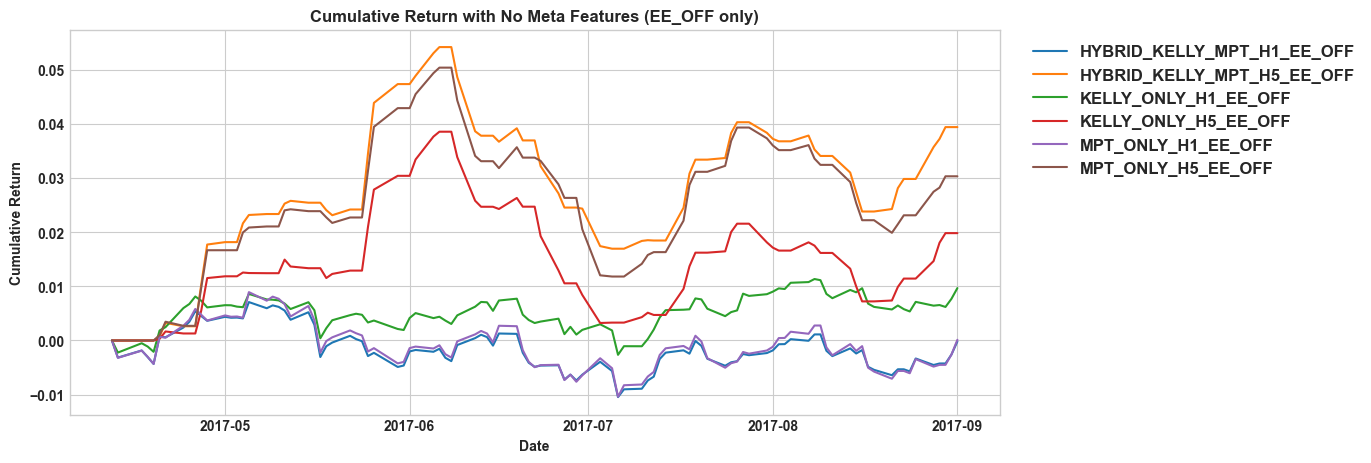 Cumulative Return with No Meta Features (EE_OFF only)
HYBRID_KELLY_MPT_H1_EE_OFF
HYBRID_KELLY_MPT_H5_EE_OFF
KELLY_ONLY_H1_EE_OFF
KELLY_ONLY_H5_EE_OFF
MPT_ONLY_H1_EE_OFF
MPT_ONLY_H5_EE_OFF
Cumulative Return
0.05
0.04
0.03
0.02
0.01
0.00
−0.01
2017-05
2017-06
2017-07
2017-08
2017-09
Date